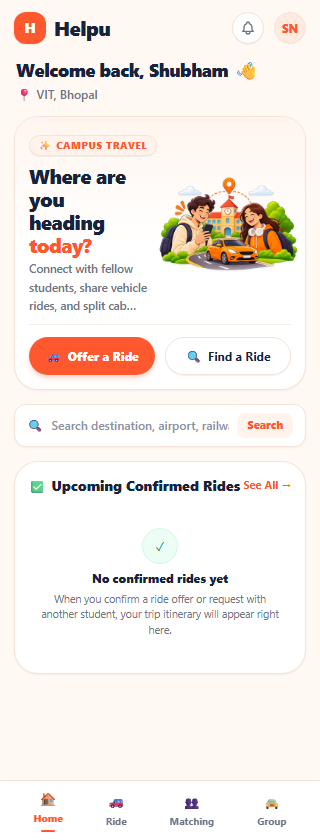 H Helpu SN
Welcome back, Shubham 👋
📍 VIT, Bhopal
✨ CAMPUS TRAVEL
Where are
you
heading
today?
Connect with fellow
students, share vehicle
rides, and split cab...
🚗 Offer a Ride
🔍 Find a Ride
🔍 Search destination, airport, railw
Search
✅ Upcoming Confirmed Rides See All →
✓
No confirmed rides yet
When you confirm a ride offer or request with
another student, your trip itinerary will appear right
here.
Home Ride Matching Group